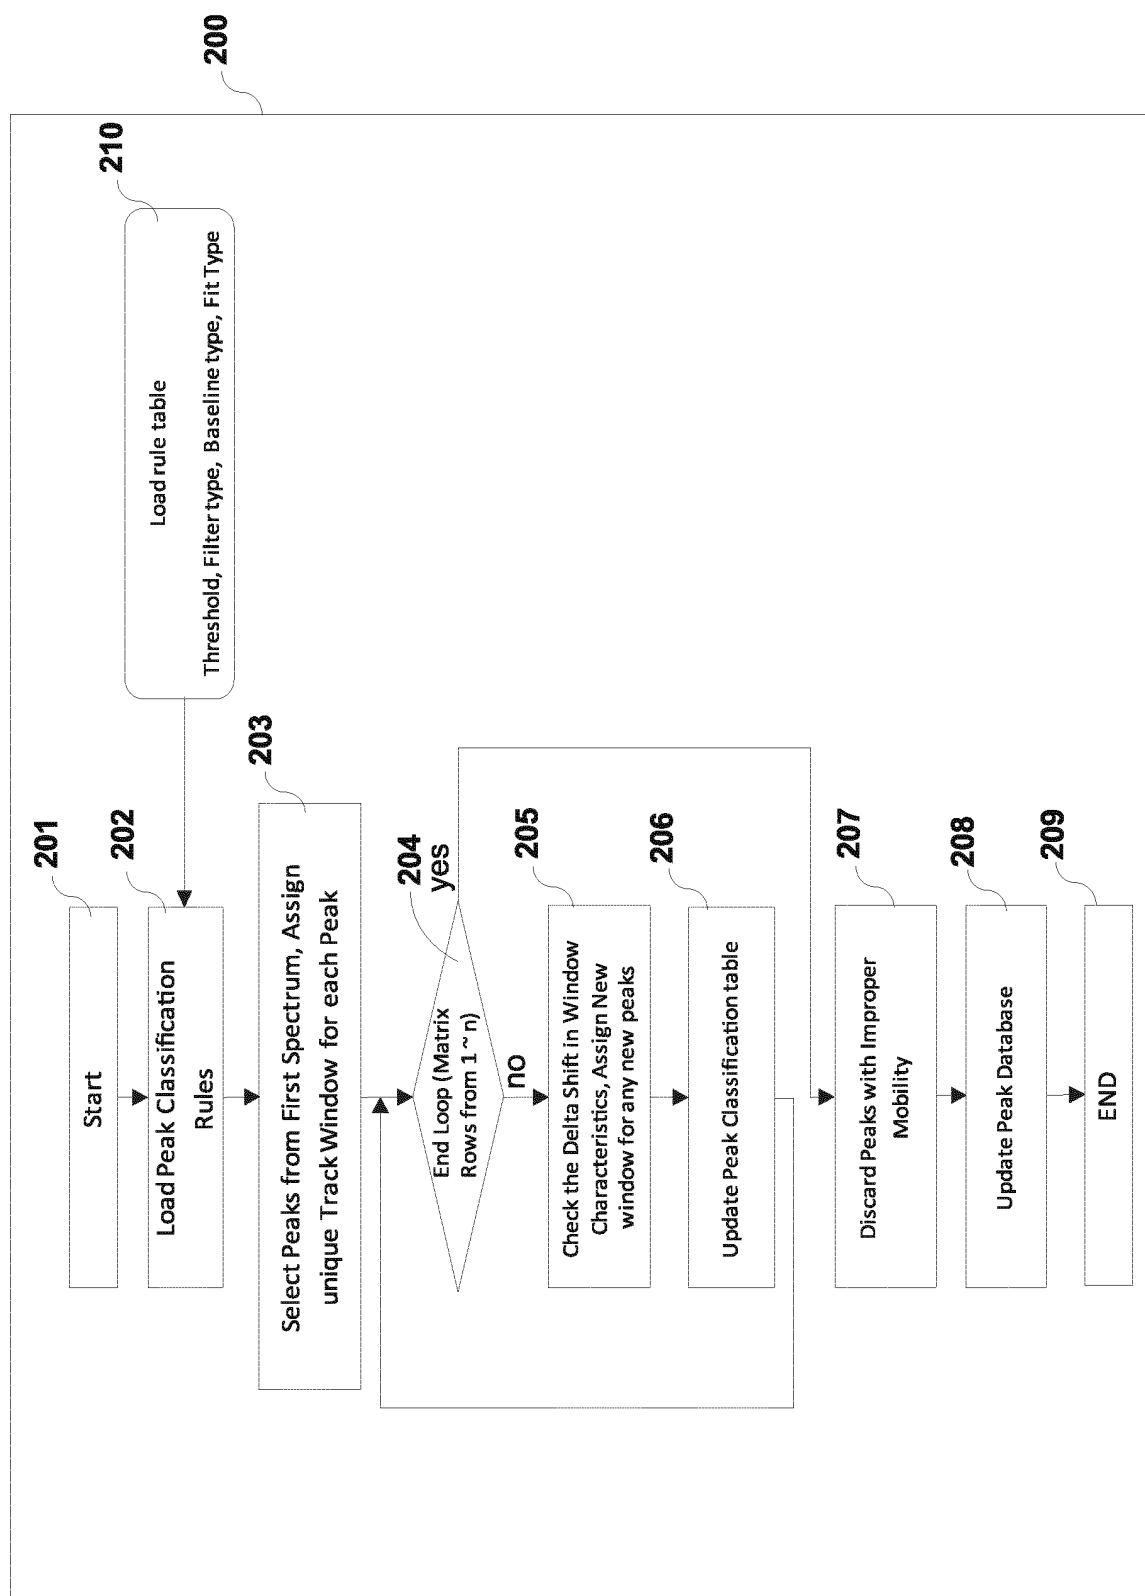 200
210
Load rule table
Threshold, Filter type, Baseline type, Fit Type
201
Start
202
Load Peak Classification
Rules
203
Select Peaks from First Spectrum, Assign
unique Track Window for each Peak
204
yes
End Loop (Matrix
Rows from 1 ~ n)
no
205
Check the Delta Shift in Window
Characteristics, Assign New
window for any new peaks
206
Update Peak Classification table
207
Discard Peaks with Improper
Mobility
208
Update Peak Database
209
END